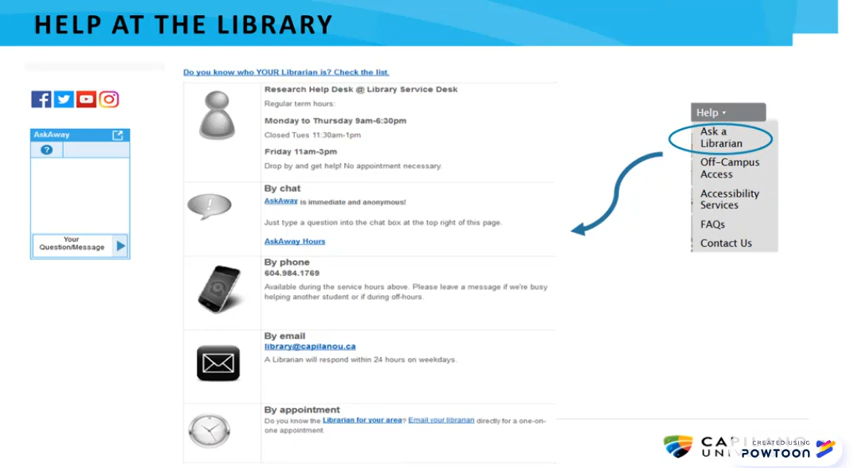 HELP AT THE LIBRARY
Do you know who YOUR Librarian is? Check the list.
AskAway
?
Your
Question/Message
Research Help Desk @ Library Service Desk
Regular term hours:
Monday to Thursday 9am-6:30pm
Closed Tues 11:30am-1pm
Friday 11am-3pm
Drop by and get help! No appointment necessary.
By chat
AskAway is immediate and anonymous!
Just type a question into the chat box at the top right of this page.
AskAway Hours
By phone
604.984.1769
Available during the service hours above. Please leave a message if we're busy
helping another student or if during off-hours.
By email
library@capilanou.ca
A Librarian will respond within 24 hours on weekdays.
By appointment
Do you know the Librarians for your area? Email your librarian directly for a one-on-
one appointment.
Help
Ask a
Librarian
Off-Campus
Access
Accessibility
Services
FAQs
Contact Us
CAPILANO
UNIV
CREATED USING
POWTOON